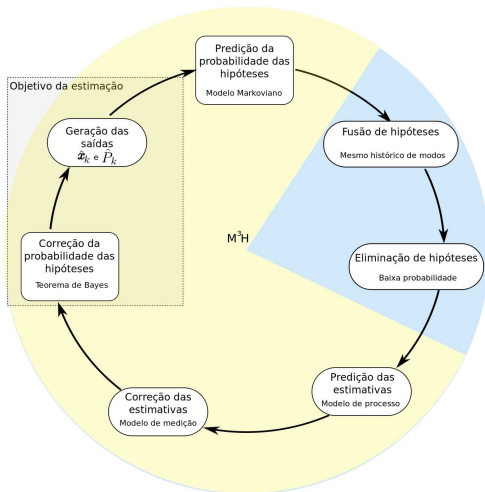 Predição da
probabilidade das
hipóteses
Modelo Markoviano
Fusão de hipóteses
Mesmo histórico de modos
Eliminação de hipóteses
Baixa probabilidade
Predição das
estimativas
Modelo de processo
Correção das
estimativas
Modelo de medição
Correção da
probabilidade das
hipóteses
Teorema de Bayes
Geração das
saídas
x̂ₖ e P̂ₖ
Objetivo da estimação
M³H